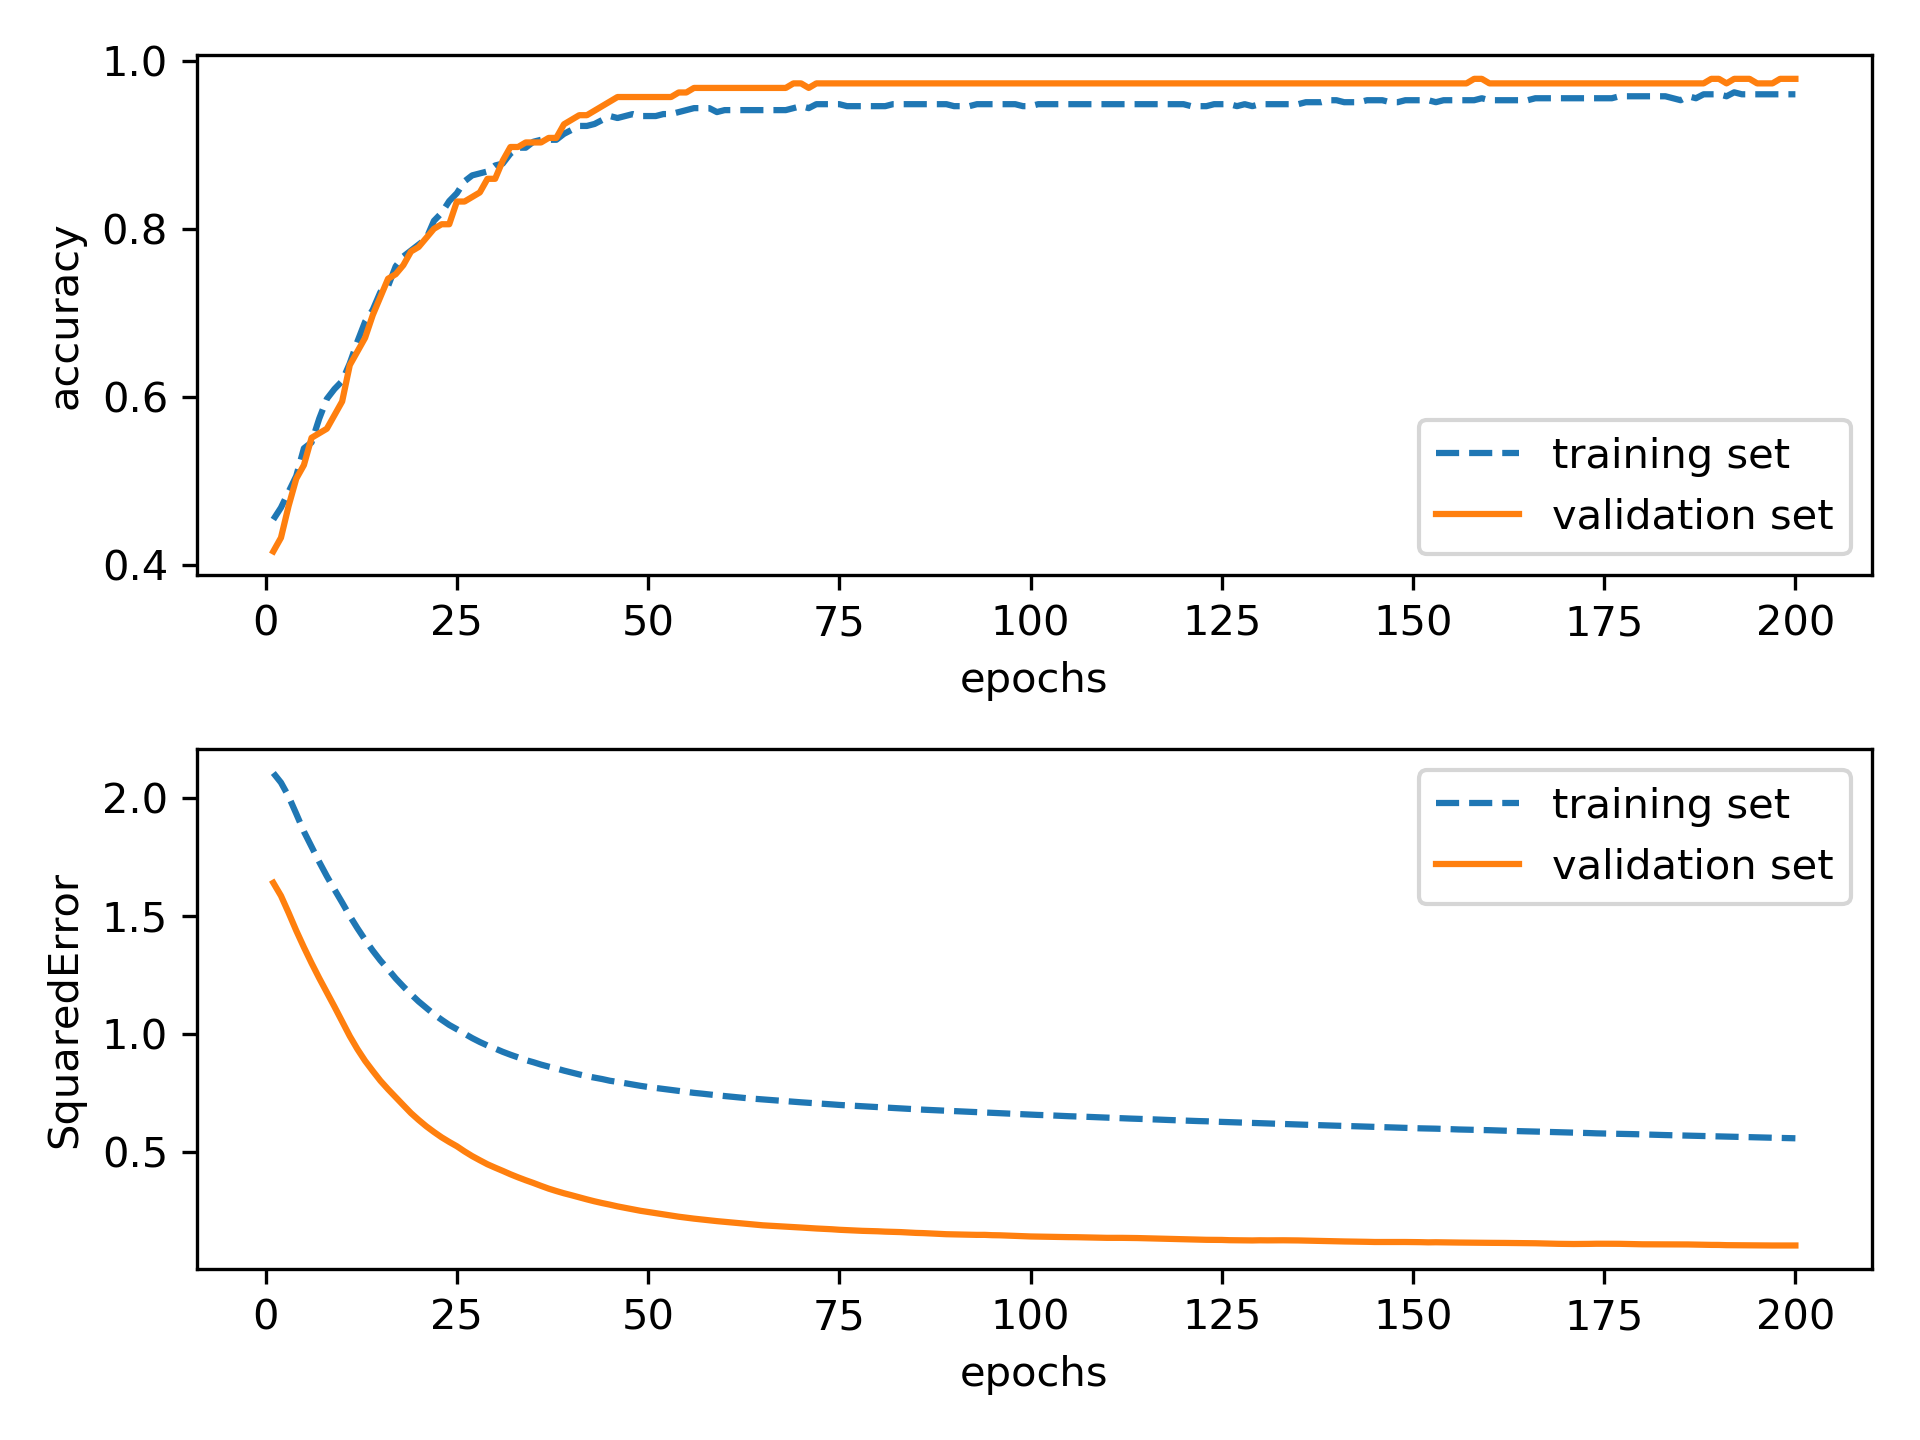 1.0
0.8
0.6
0.4
accuracy
training set
validation set
0 25 50 75 100 125 150 175 200
epochs
2.0
1.5
1.0
0.5
SquaredError
training set
validation set
0 25 50 75 100 125 150 175 200
epochs